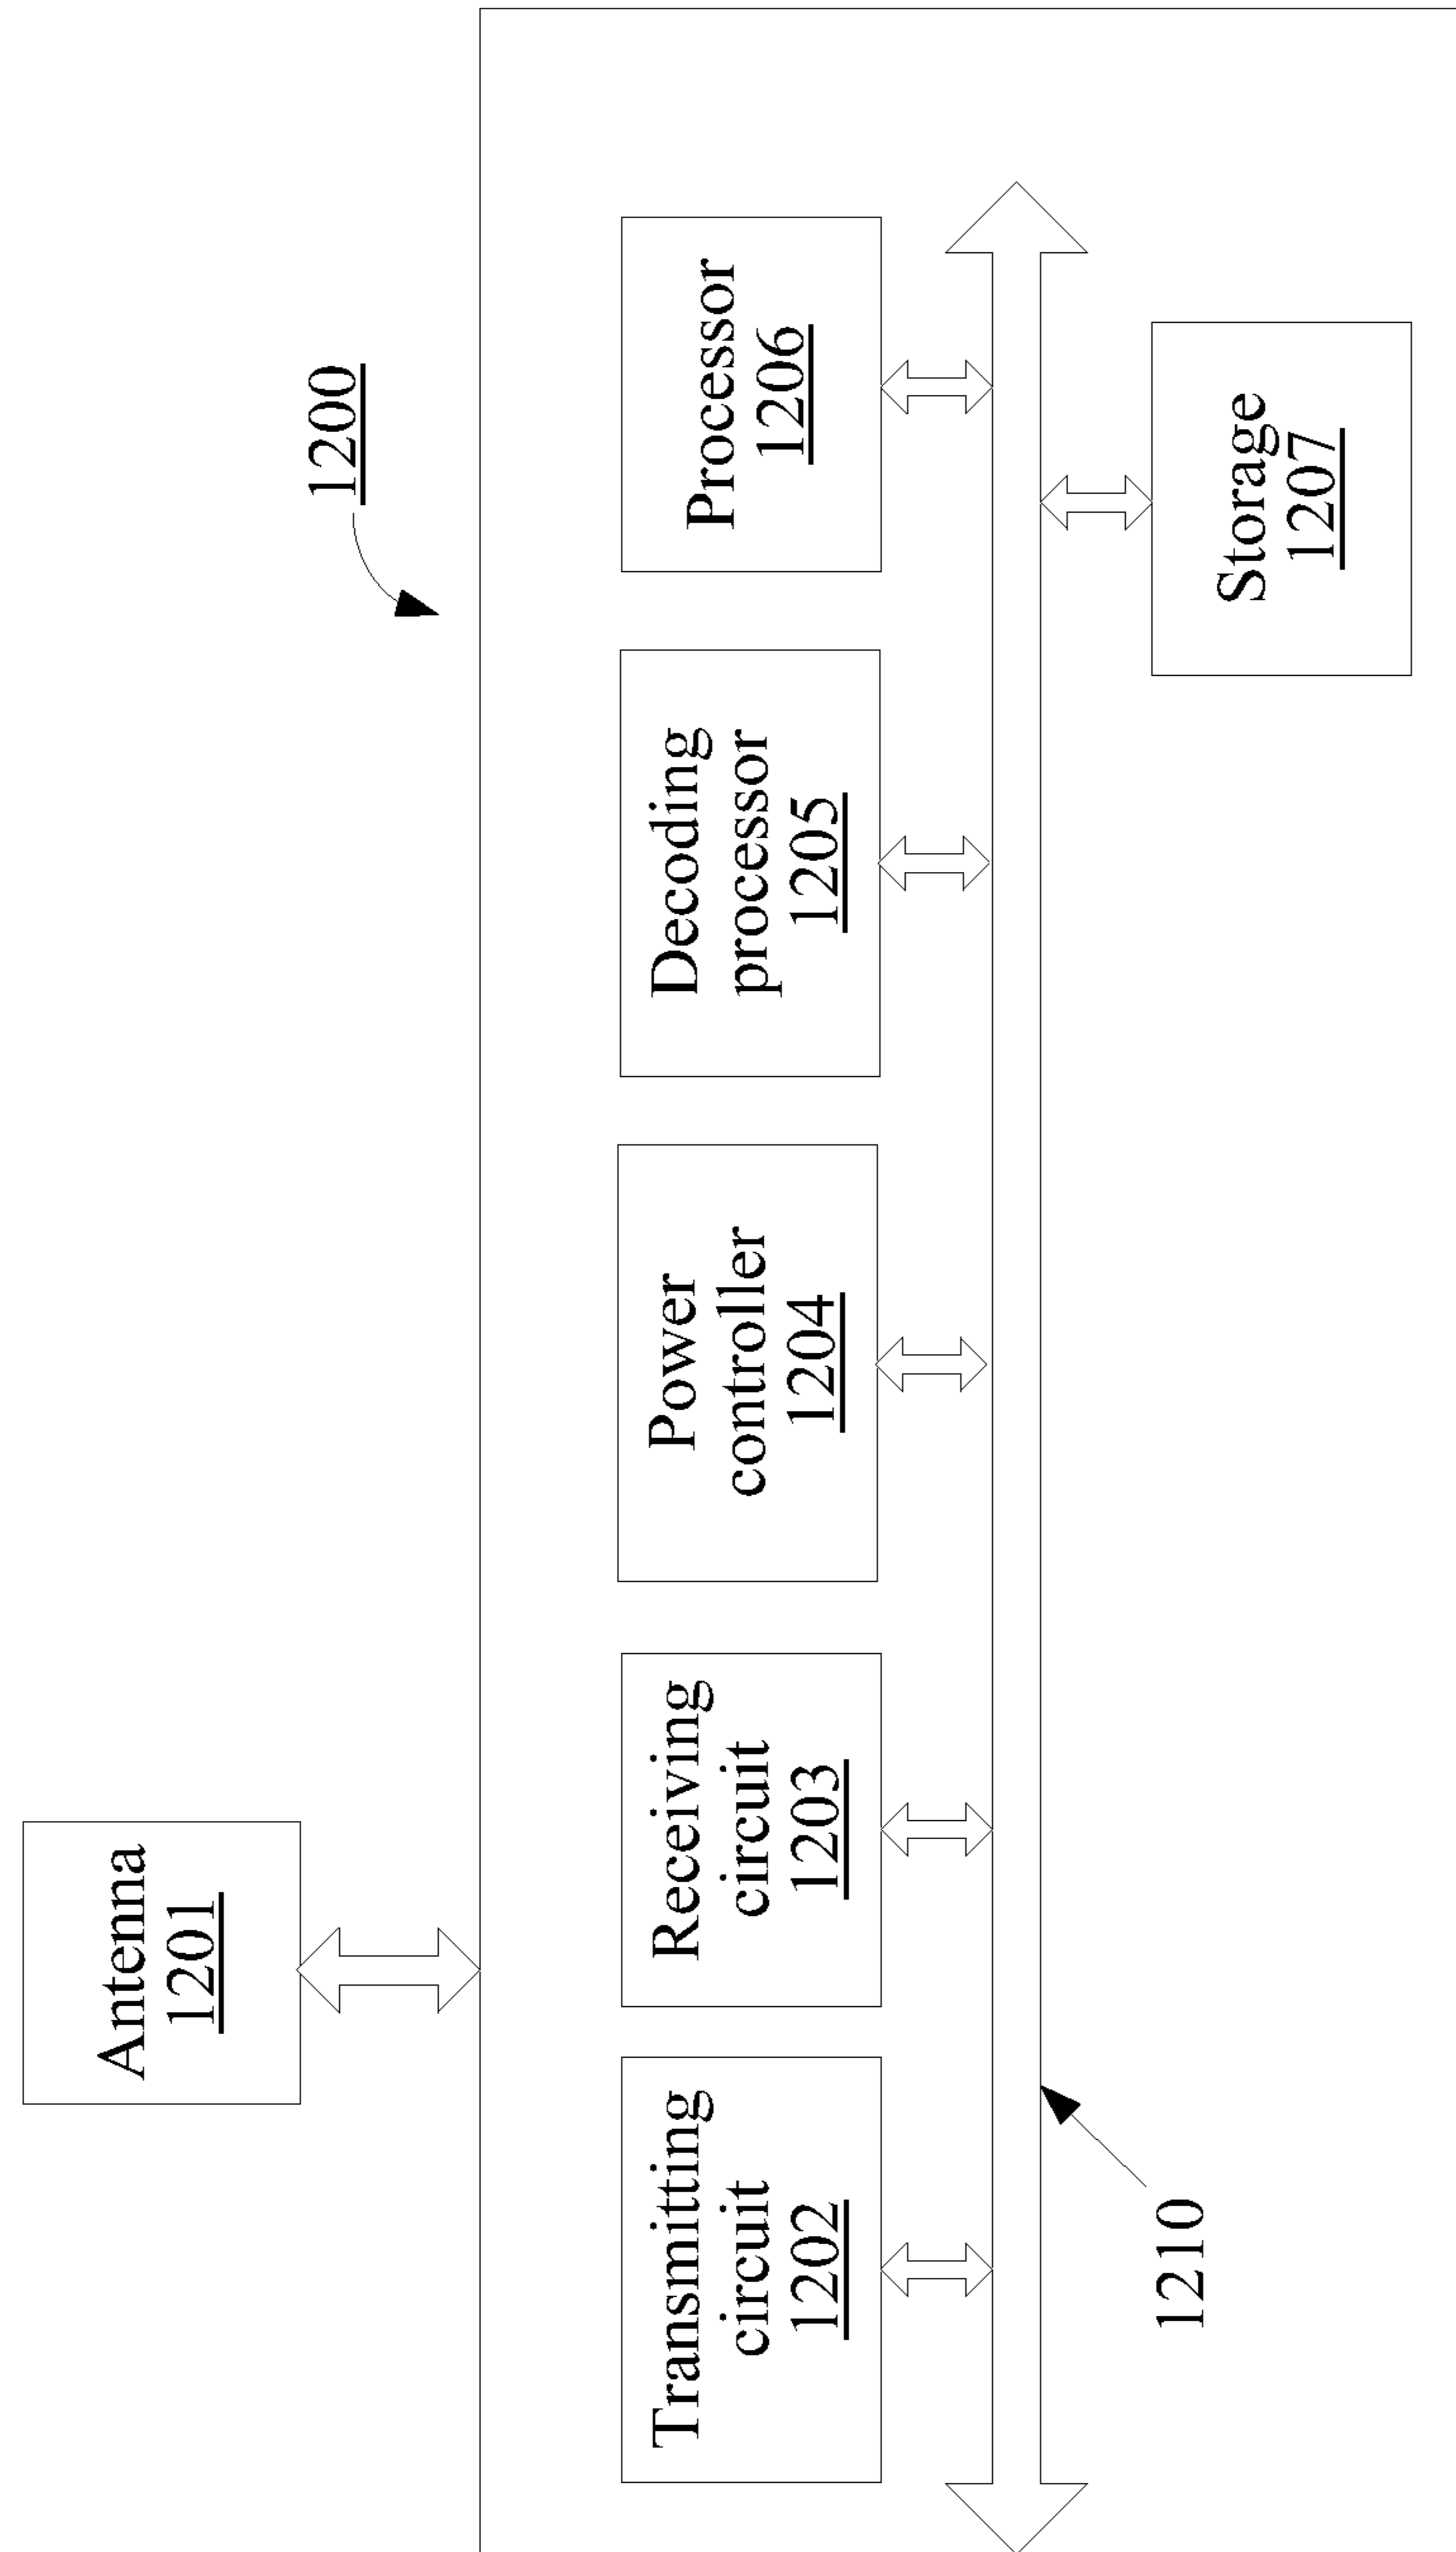 1200
Antenna
1201
Transmitting
circuit
1202
Receiving
circuit
1203
Power
controller
1204
Decoding
processor
1205
Processor
1206
1210
Storage
1207